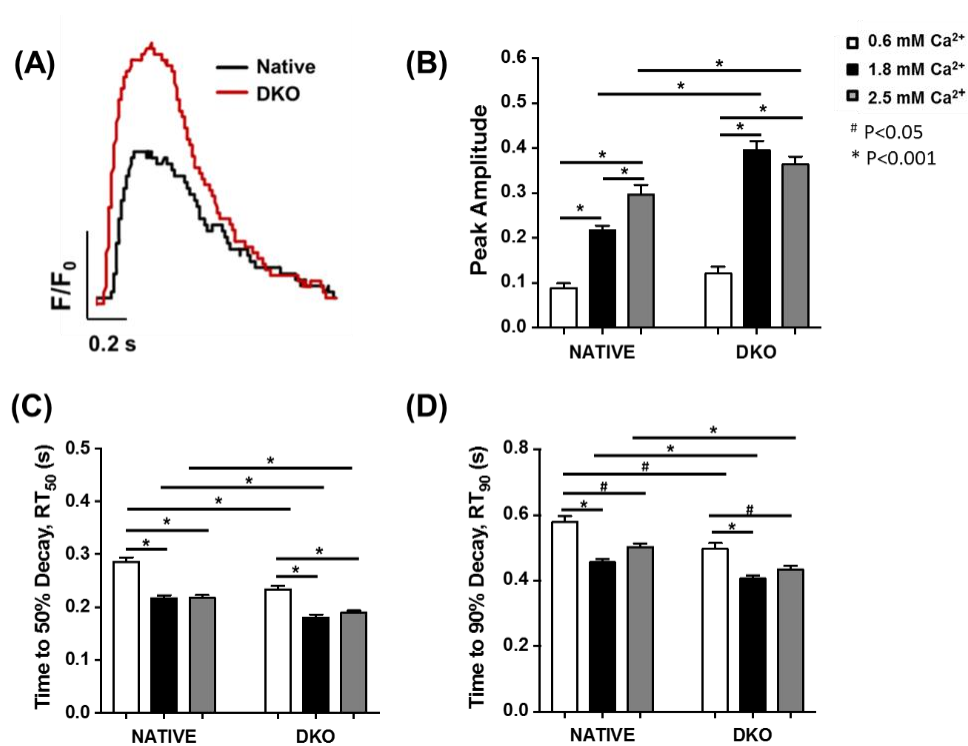 (A)
Native
DKO
F/F₀
0.2 s
(B)
Peak Amplitude
0.6
0.5
0.4
0.3
0.2
0.1
0.0
* * * * * * * *
NATIVE DKO
0.6 mM Ca²⁺
1.8 mM Ca²⁺
2.5 mM Ca²⁺
# P<0.05
* P<0.001
(C)
Time to 50% Decay, RT₅₀ (s)
0.5
0.4
0.3
0.2
0.1
0.0
* * * * * * *
NATIVE DKO
(D)
Time to 90% Decay, RT₉₀ (s)
0.8
0.6
0.4
0.2
0.0
*
*
#
#
*
#
*
NATIVE DKO